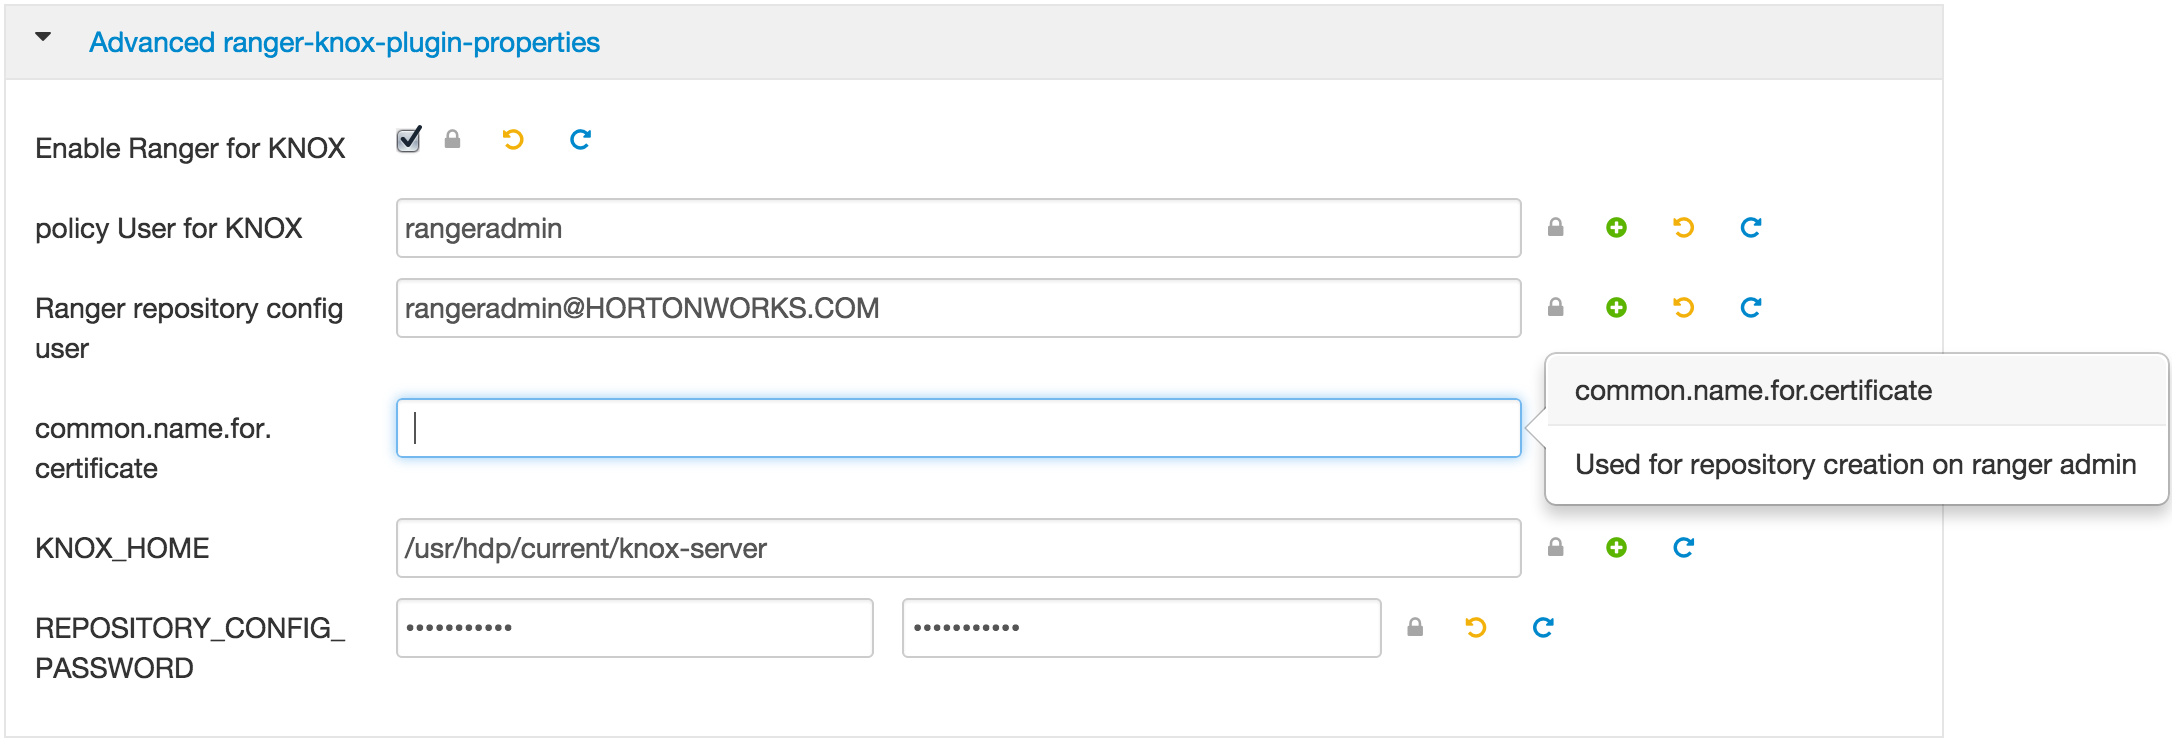 Advanced ranger-knox-plugin-properties
Enable Ranger for KNOX
policy User for KNOX
rangeradmin
Ranger repository config
user
rangeradmin@HORTONWORKS.COM
common.name.for.
certificate
common.name.for.certificate
Used for repository creation on ranger admin
KNOX_HOME
/usr/hdp/current/knox-server
REPOSITORY_CONFIG_
PASSWORD
••••••••••• •••••••••••